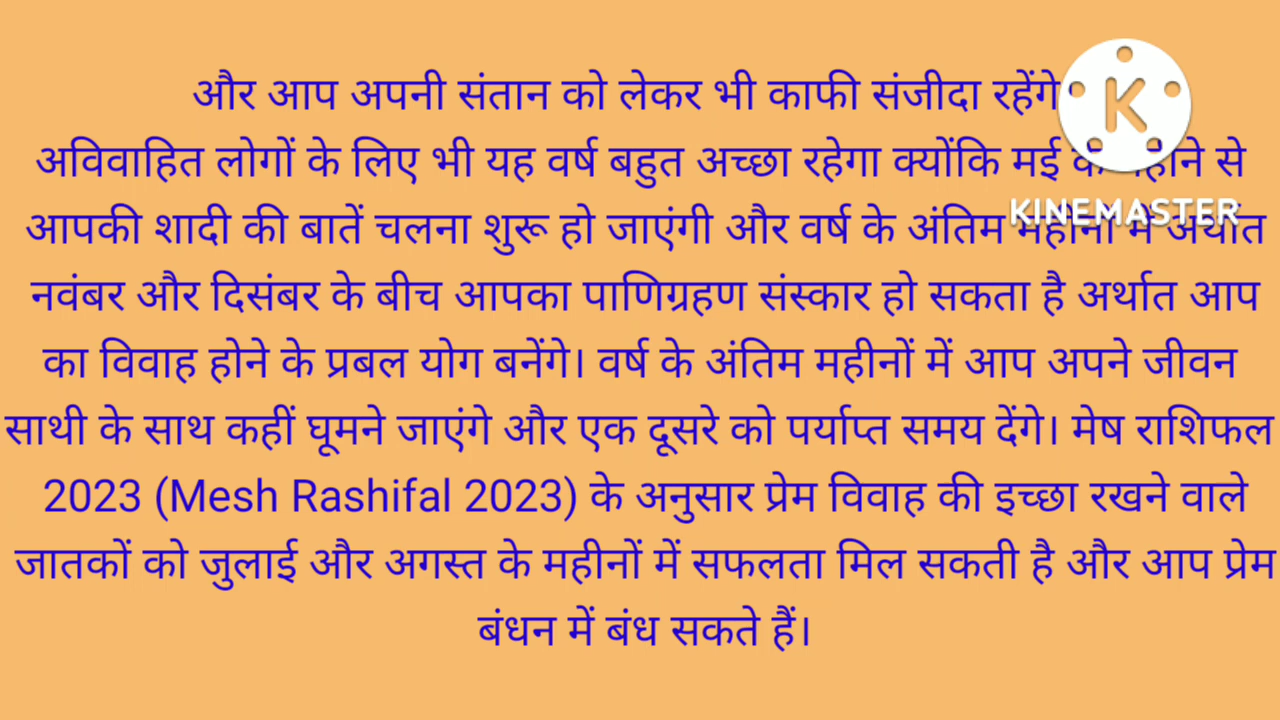 और आप अपनी संतान को लेकर भी काफी संजीदा रहेंगे
अविवाहित लोगों के लिए भी यह वर्ष बहुत अच्छा रहेगा क्योंकि मई के महीने से
KINEMASTER
आपकी शादी की बातें चलना शुरू हो जाएंगी और वर्ष के अंतिम महीनों में अर्थात
नवंबर और दिसंबर के बीच आपका पाणिग्रहण संस्कार हो सकता है अर्थात आप
का विवाह होने के प्रबल योग बनेंगे। वर्ष के अंतिम महीनों में आप अपने जीवन
साथी के साथ कहीं घूमने जाएंगे और एक दूसरे को पर्याप्त समय देंगे। मेष राशिफल
2023 (Mesh Rashifal 2023) के अनुसार प्रेम विवाह की इच्छा रखने वाले
जातकों को जुलाई और अगस्त के महीनों में सफलता मिल सकती है और आप प्रेम
बंधन में बंध सकते हैं।